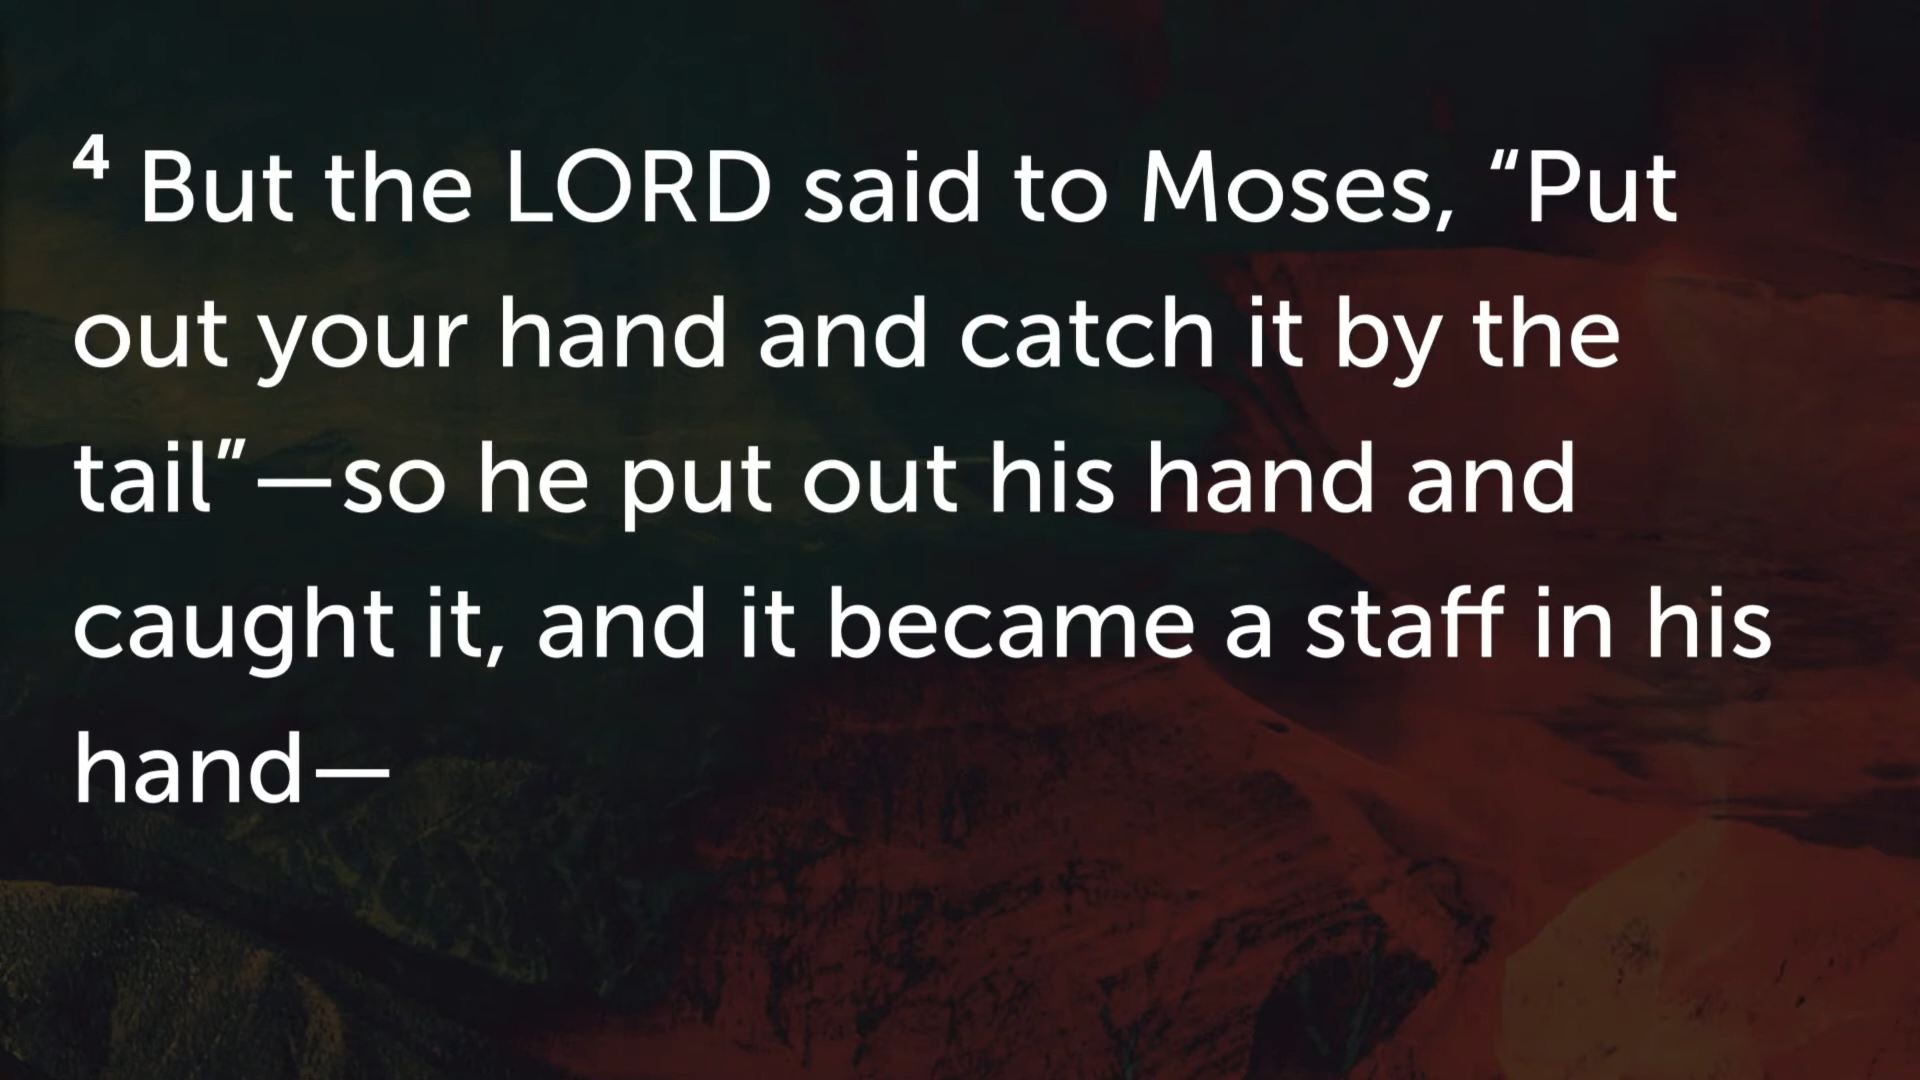 4 But the LORD said to Moses, “Put
out your hand and catch it by the
tail”—so he put out his hand and
caught it, and it became a staff in his
hand—